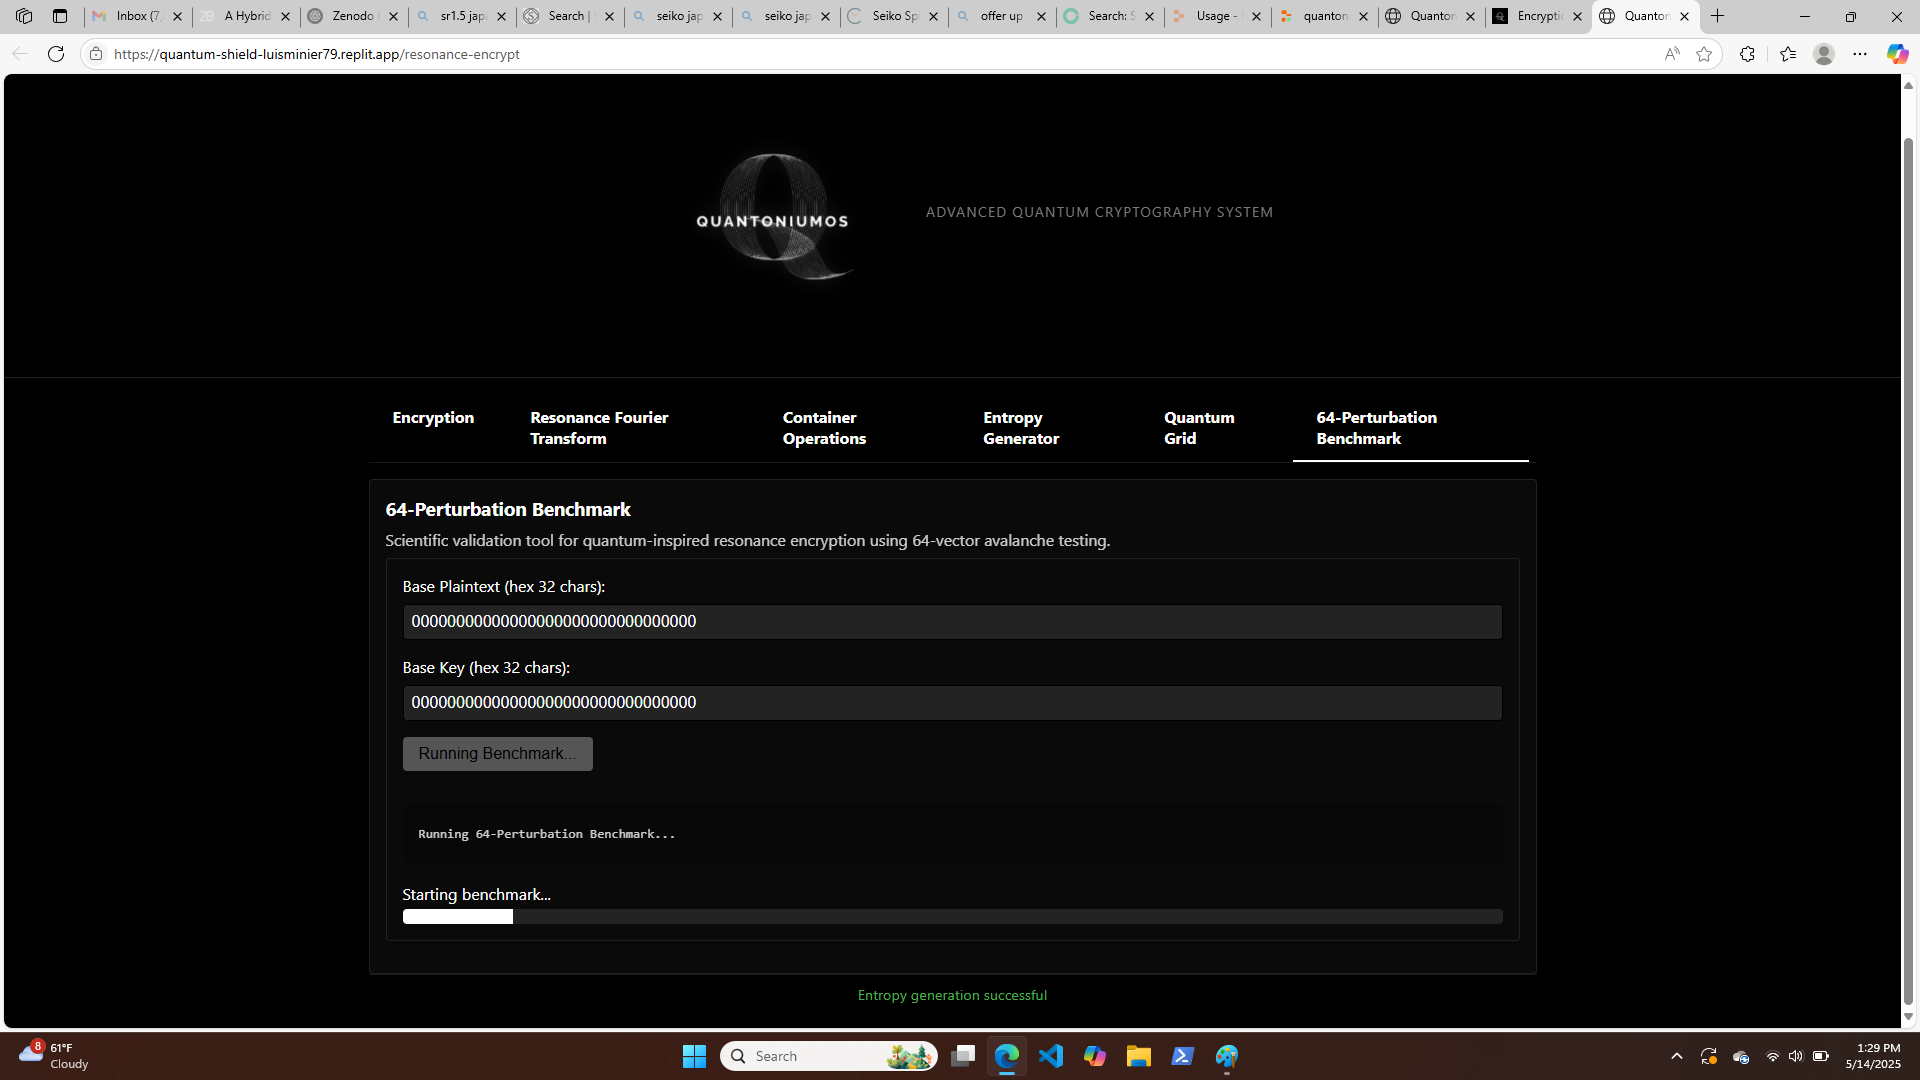 Inbox (7,
A Hybrid
Zenodo
sr1.5 japa
Search |
seiko jap
seiko jap
Seiko Sp
offer up
Search: S
Usage -
quanton
Quanton
Encryptio
Quanton
https://quantum-shield-luisminier79.replit.app/resonance-encrypt
QUANTONIUMOS
ADVANCED QUANTUM CRYPTOGRAPHY SYSTEM
Encryption
Resonance Fourier
Transform
Container
Operations
Entropy
Generator
Quantum
Grid
64-Perturbation
Benchmark
64-Perturbation Benchmark
Scientific validation tool for quantum-inspired resonance encryption using 64-vector avalanche testing.
Base Plaintext (hex 32 chars):
00000000000000000000000000000000
Base Key (hex 32 chars):
00000000000000000000000000000000
Running Benchmark...
Running 64-Perturbation Benchmark...
Starting benchmark...
Entropy generation successful
8
61°F
Cloudy
Search
1:29 PM
5/14/2025